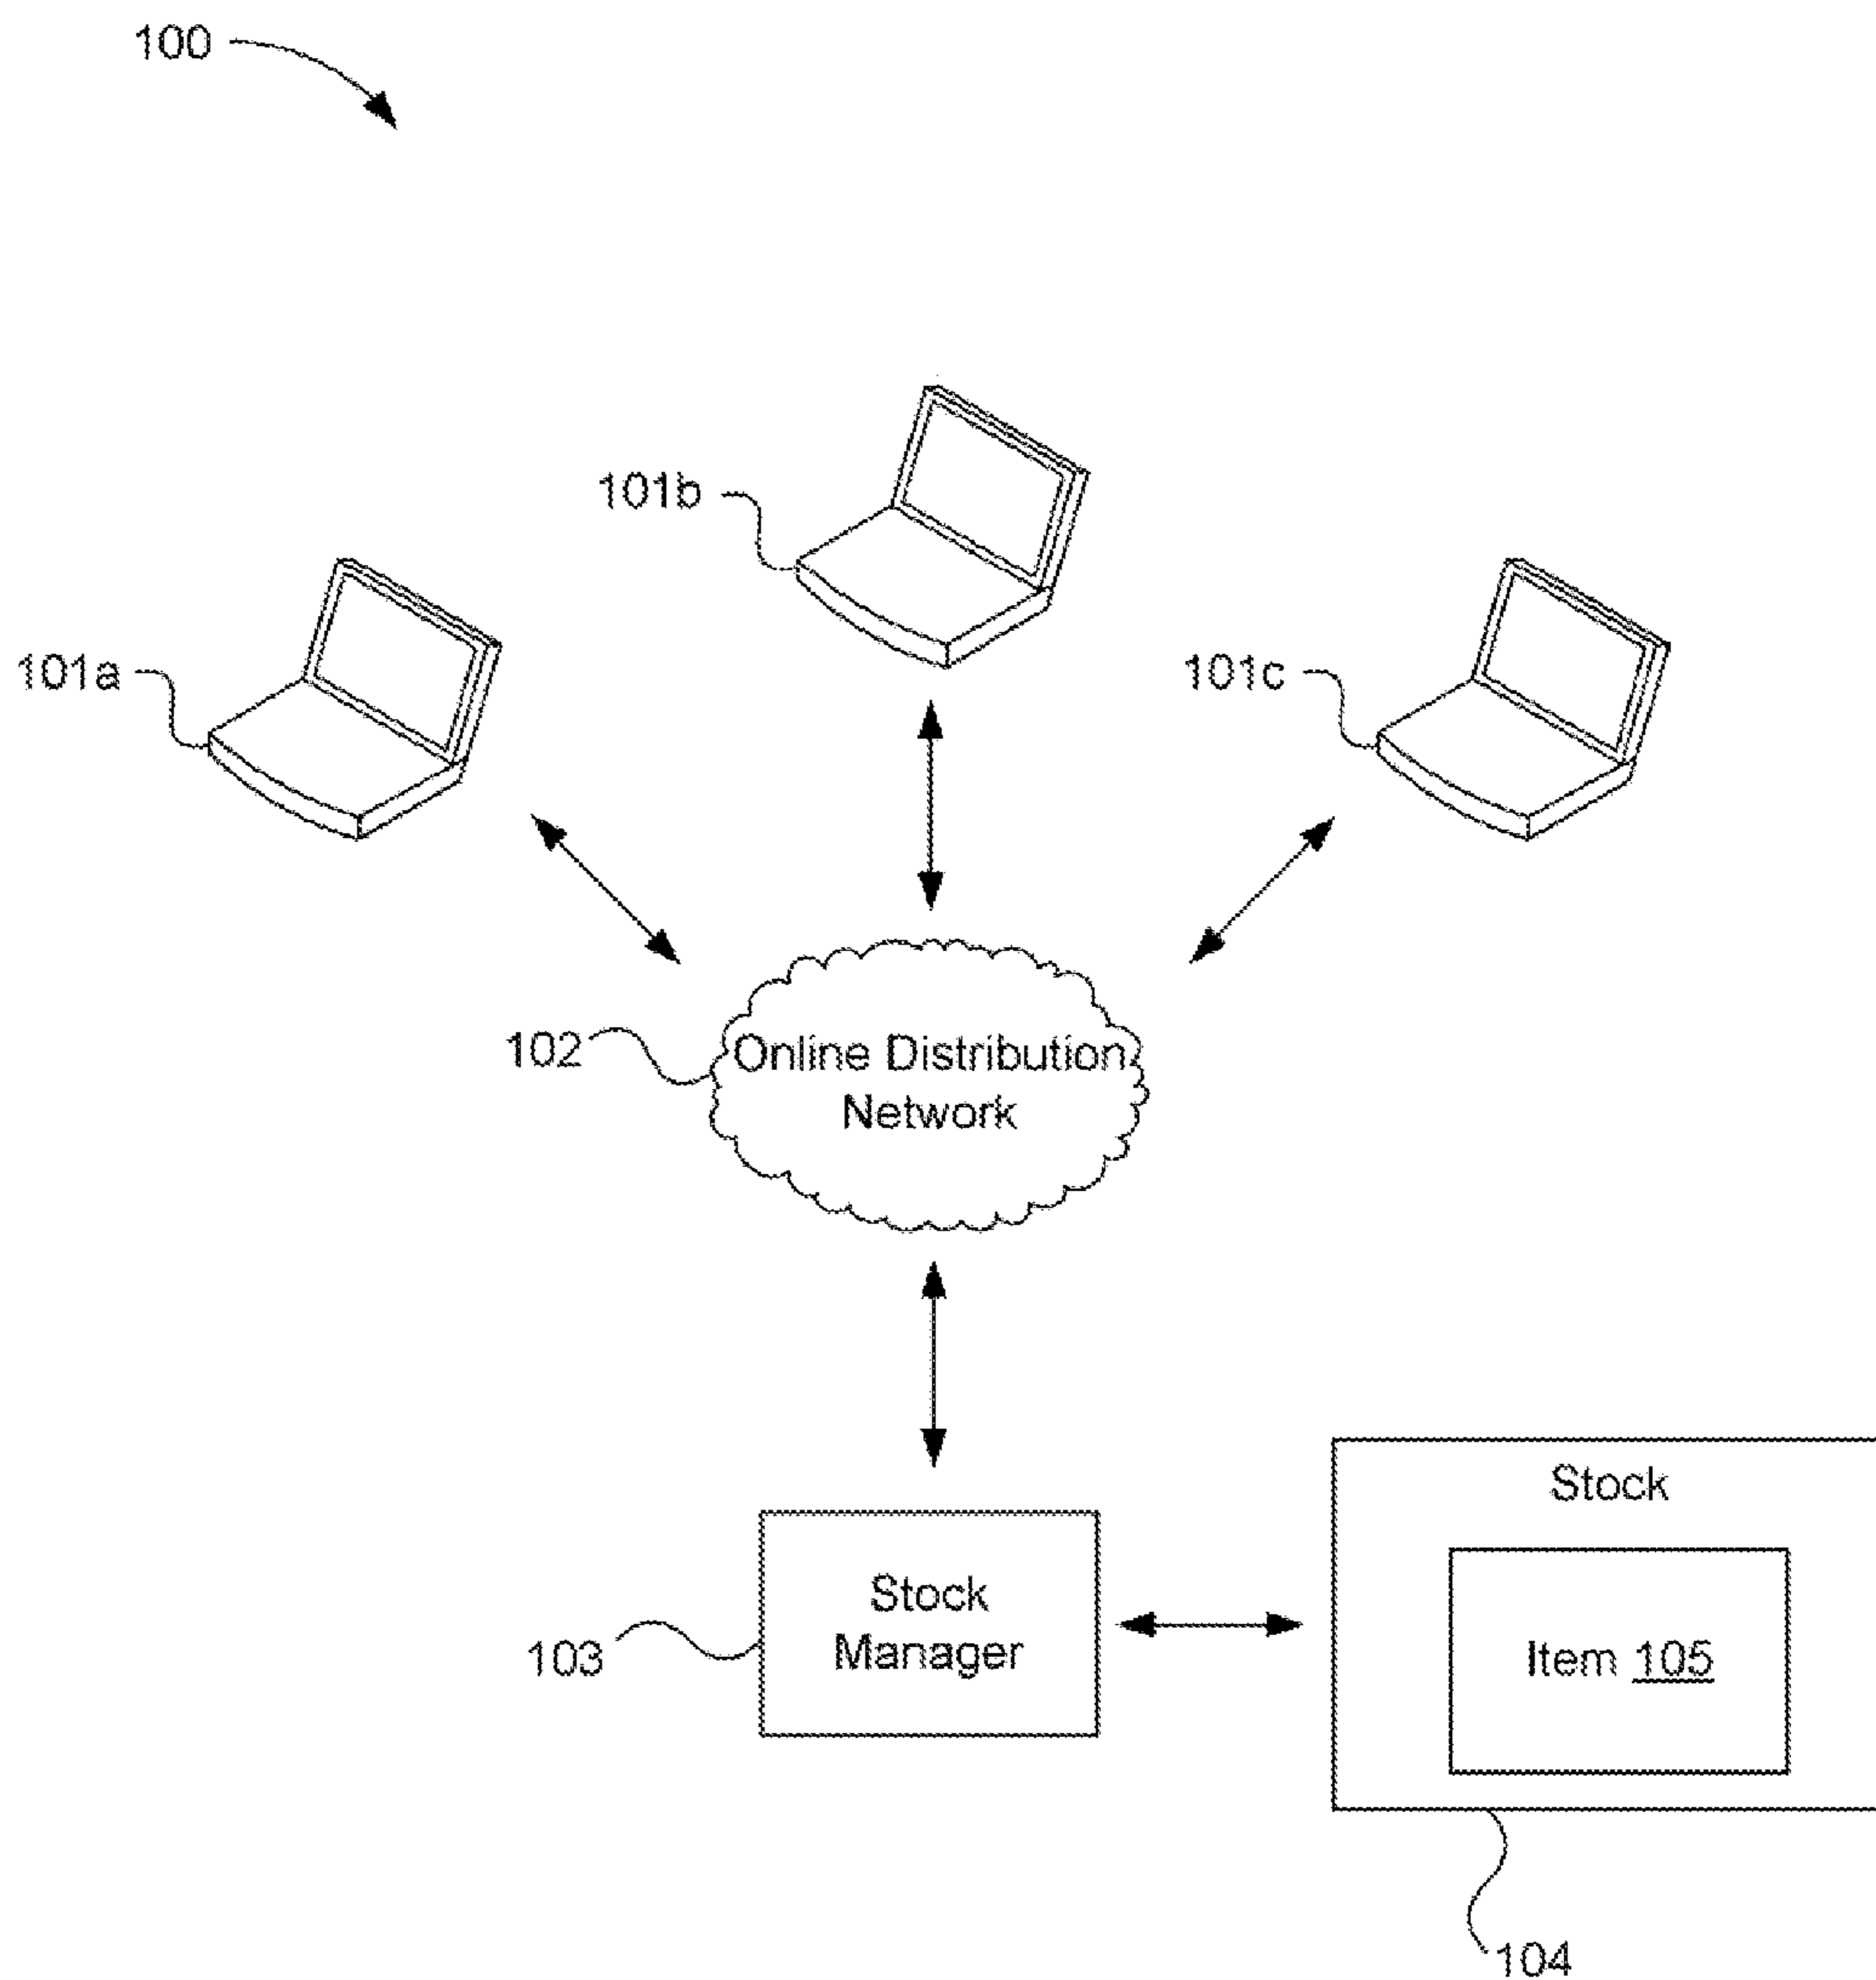 100
101b
101a
101c
102
Online Distribution
Network
Stock
Stock
Manager
103
Item 105
104